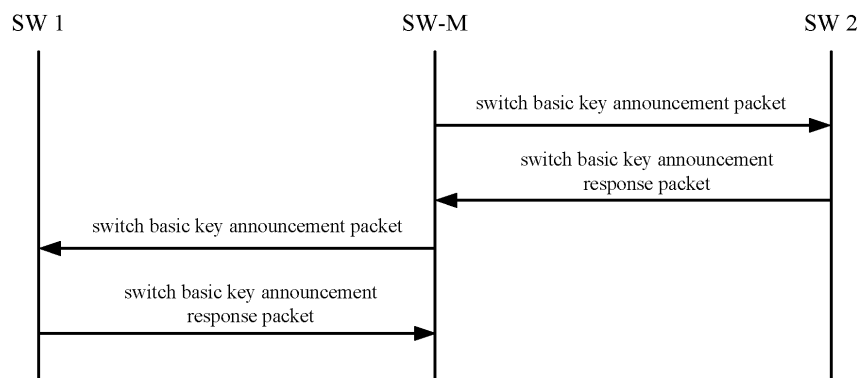 SW 1
SW-M
SW 2
switch basic key announcement packet
switch basic key announcement
response packet
switch basic key announcement packet
switch basic key announcement
response packet